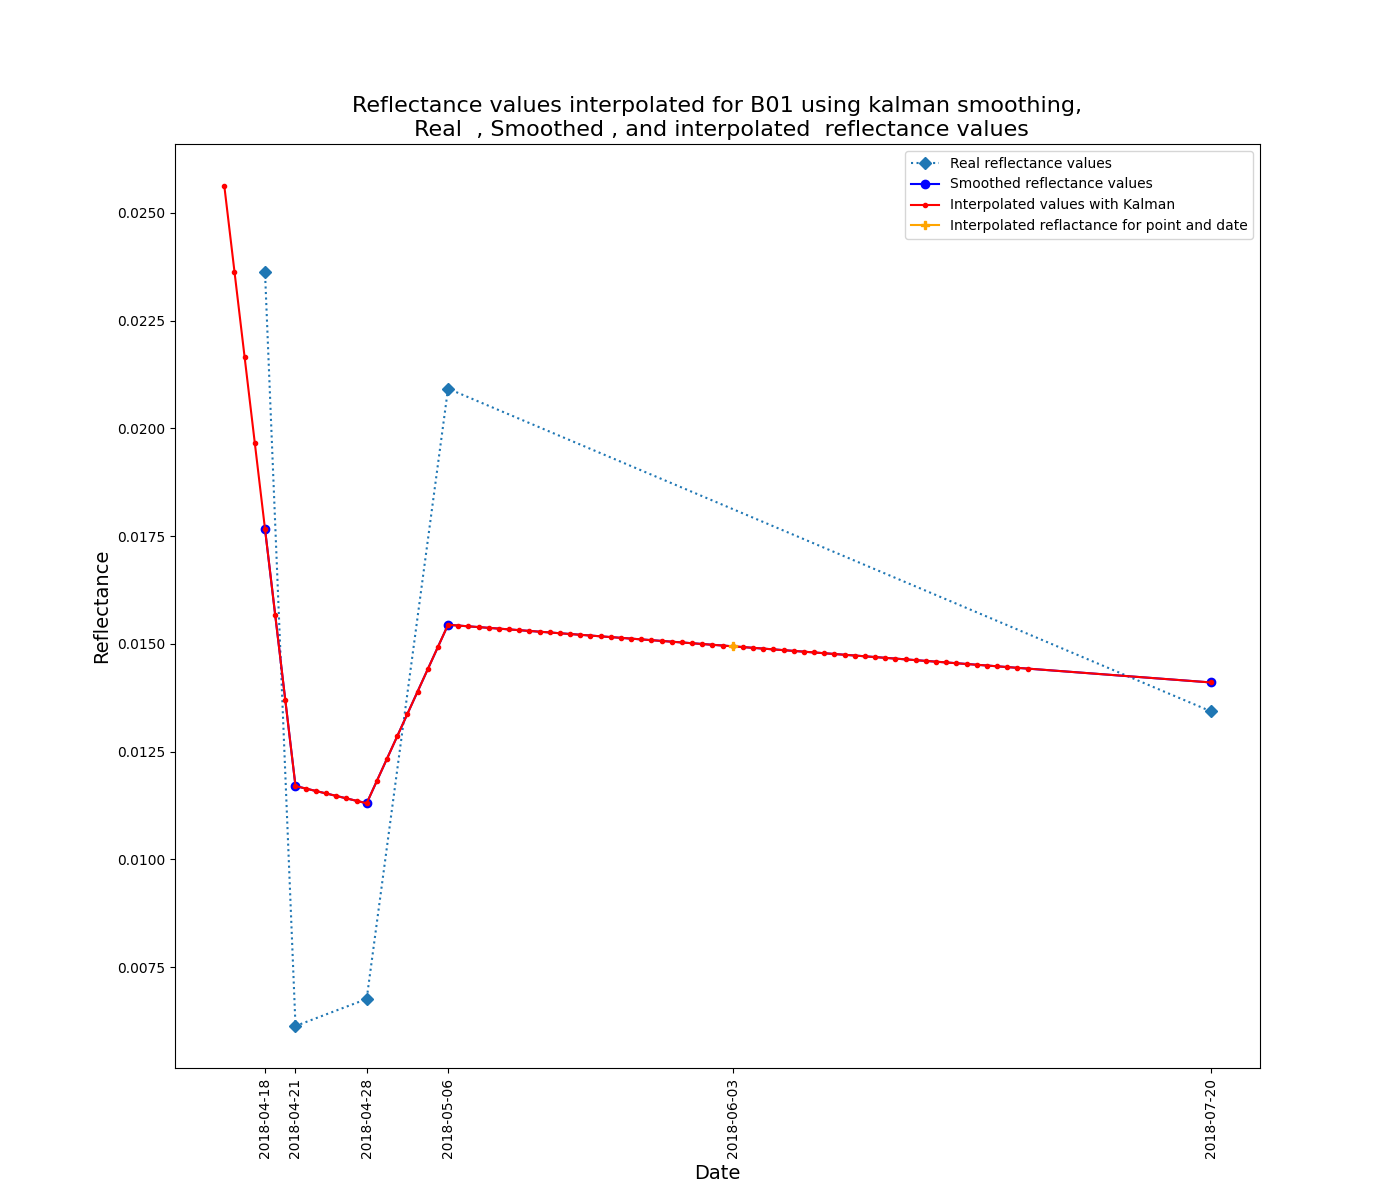 Reflectance values interpolated for B01 using kalman smoothing,
Real  , Smoothed , and interpolated  reflectance values
Real reflectance values
Smoothed reflectance values
Interpolated values with Kalman
Interpolated reflactance for point and date
Reflectance
0.0250
0.0225
0.0200
0.0175
0.0150
0.0125
0.0100
0.0075
2018-04-18
2018-04-21
2018-04-28
2018-05-06
2018-06-03
2018-07-20
Date